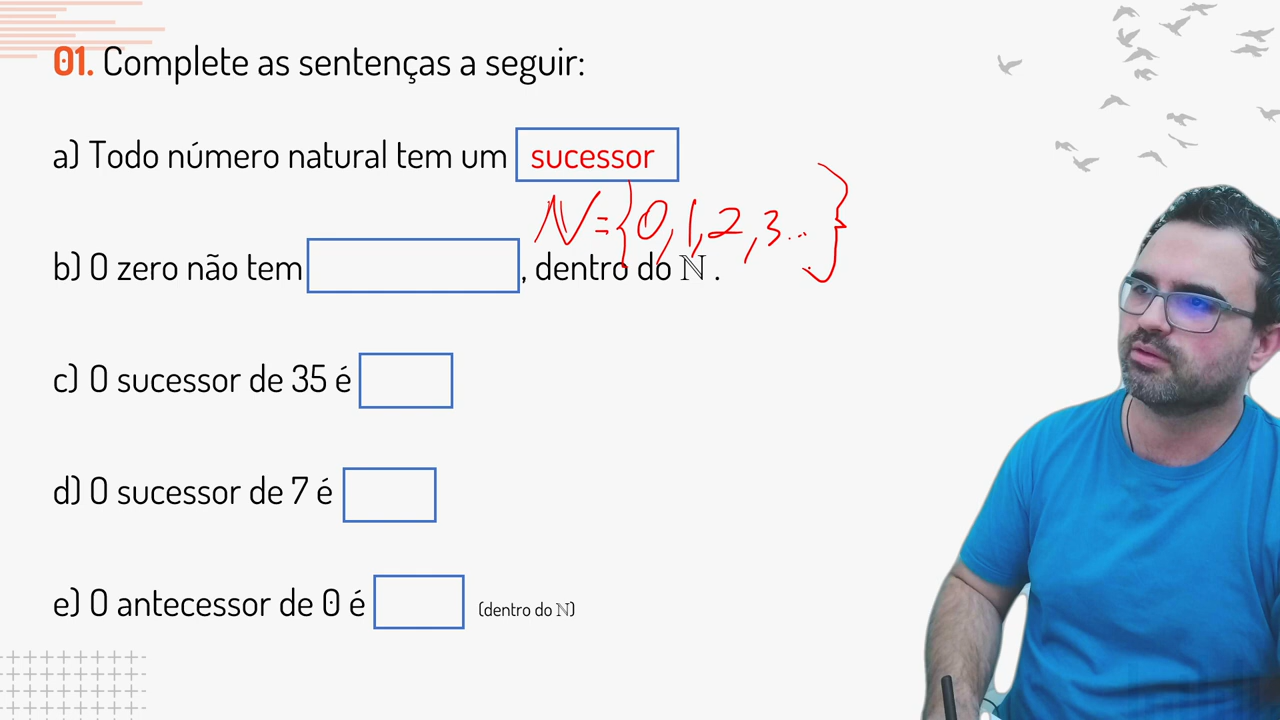 01. Complete as sentenças a seguir:
a) Todo número natural tem um sucessor
N={0,1,2,3...}
b) O zero não tem , dentro do ℕ .
c) O sucessor de 35 é
d) O sucessor de 7 é
e) O antecessor de 0 é (dentro do ℕ)